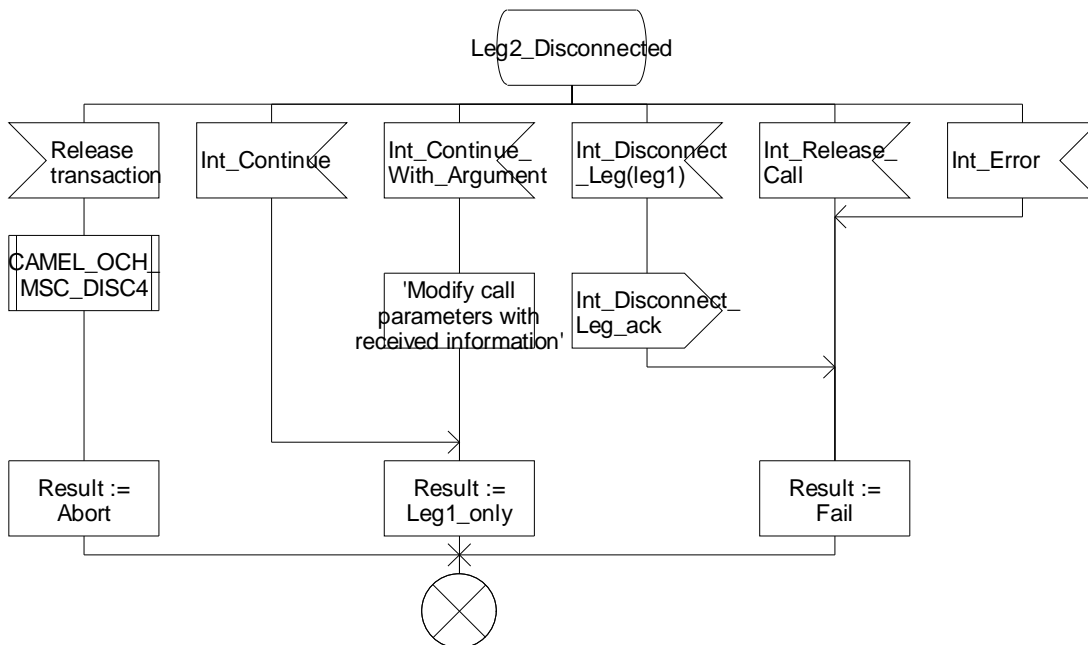 Leg2_Disconnected
Release
transaction
Int_Continue
Int_Continue_
With_Argument
Int_Disconnect
_Leg(leg1)
Int_Release_
Call
Int_Error
CAMEL_OCH_
MSC_DISC4
'Modify call
parameters with
received information'
Int_Disconnect_
Leg_ack
Result :=
Abort
Result :=
Leg1_only
Result :=
Fail